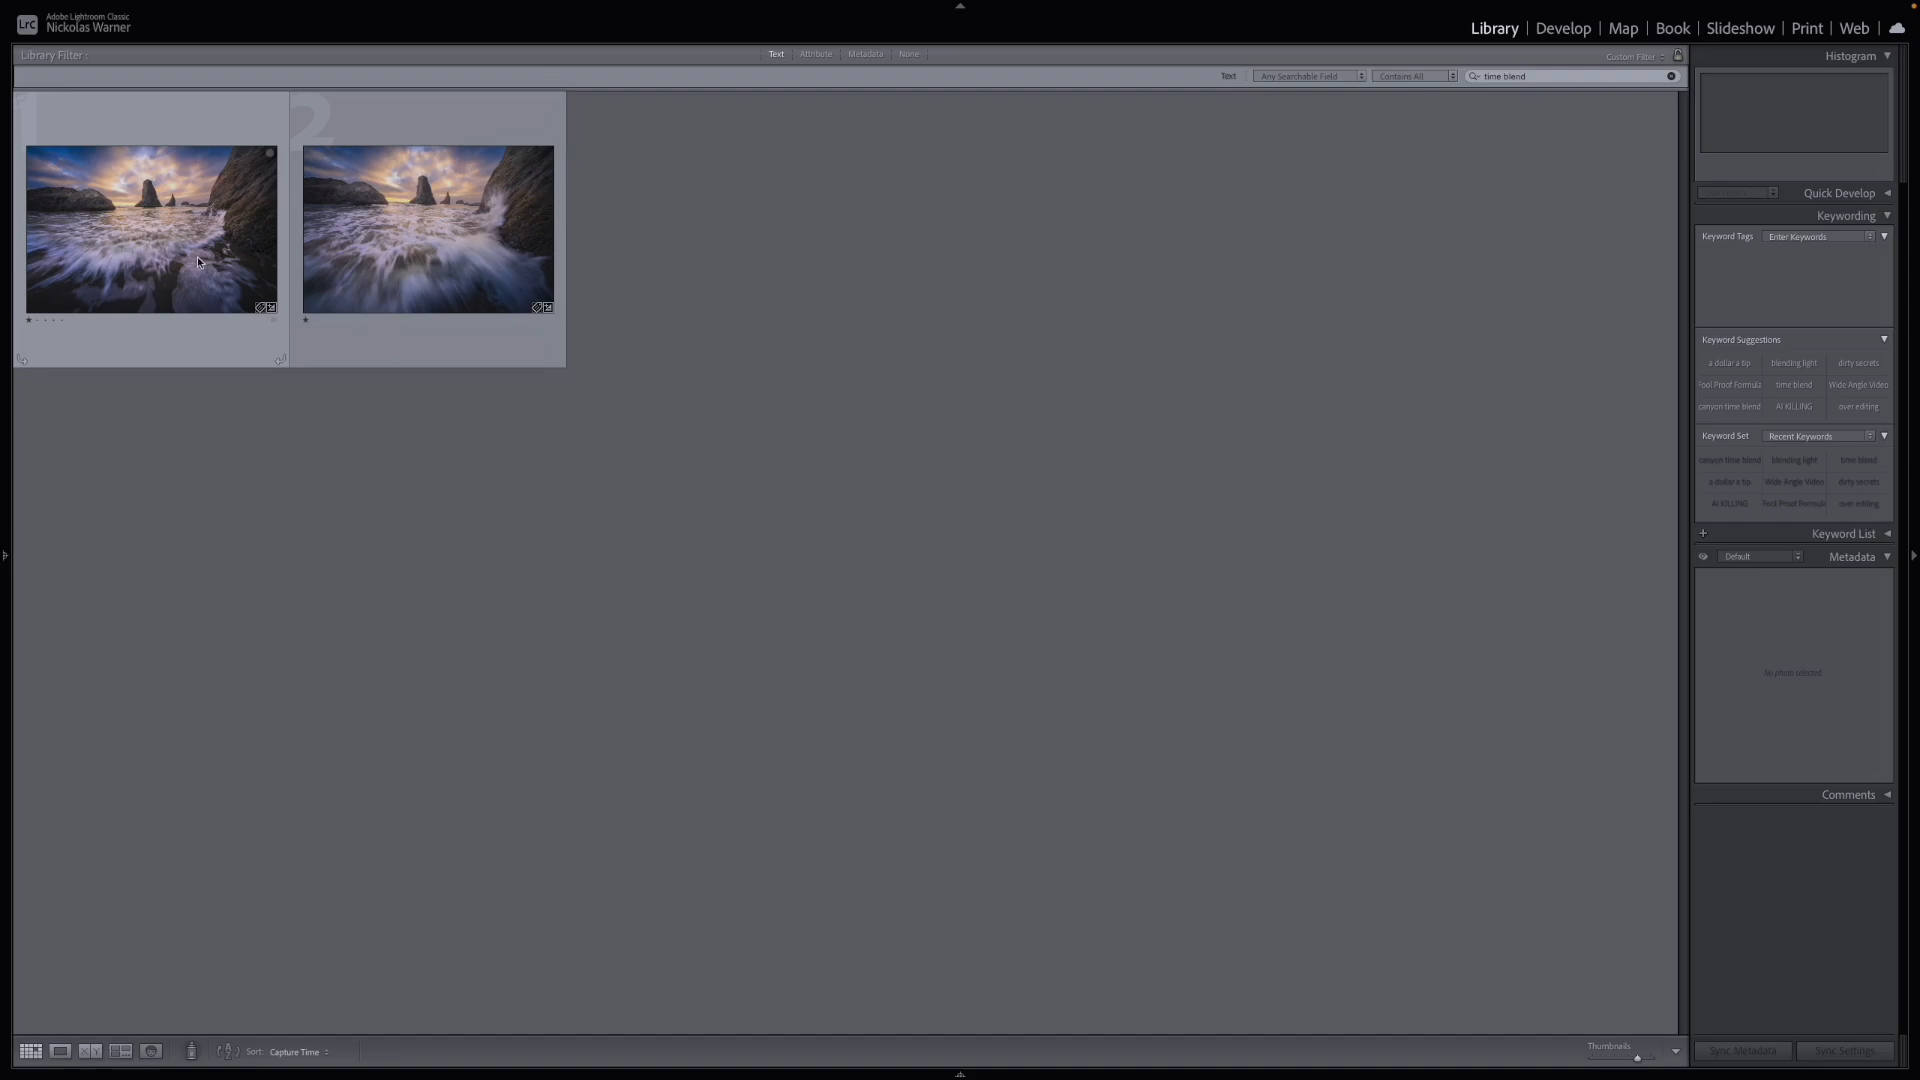 LrC
Adobe Lightroom Classic
Nickolas Warner
Library | Develop | Map | Book | Slideshow | Print | Web
Library Filter :
Text Attribute Metadata None
Custom Filter
Text Any Searchable Field Contains All time blend
1
2
Histogram
Quick Develop
Keywording
Keyword Tags Enter Keywords
Keyword Suggestions
a dollar a tip blending light dirty secrets
Fool Proof Formula time blend Wide Angle Video
canyon time blend AI KILLING over editing
Keyword Set Recent Keywords
canyon time blend blending light time blend
a dollar a tip Wide Angle Video dirty secrets
AI KILLING Fool Proof Formula over editing
+ Keyword List
Default Metadata
No photo selected
Comments
Sort: Capture Time
Thumbnails
Sync Metadata Sync Settings